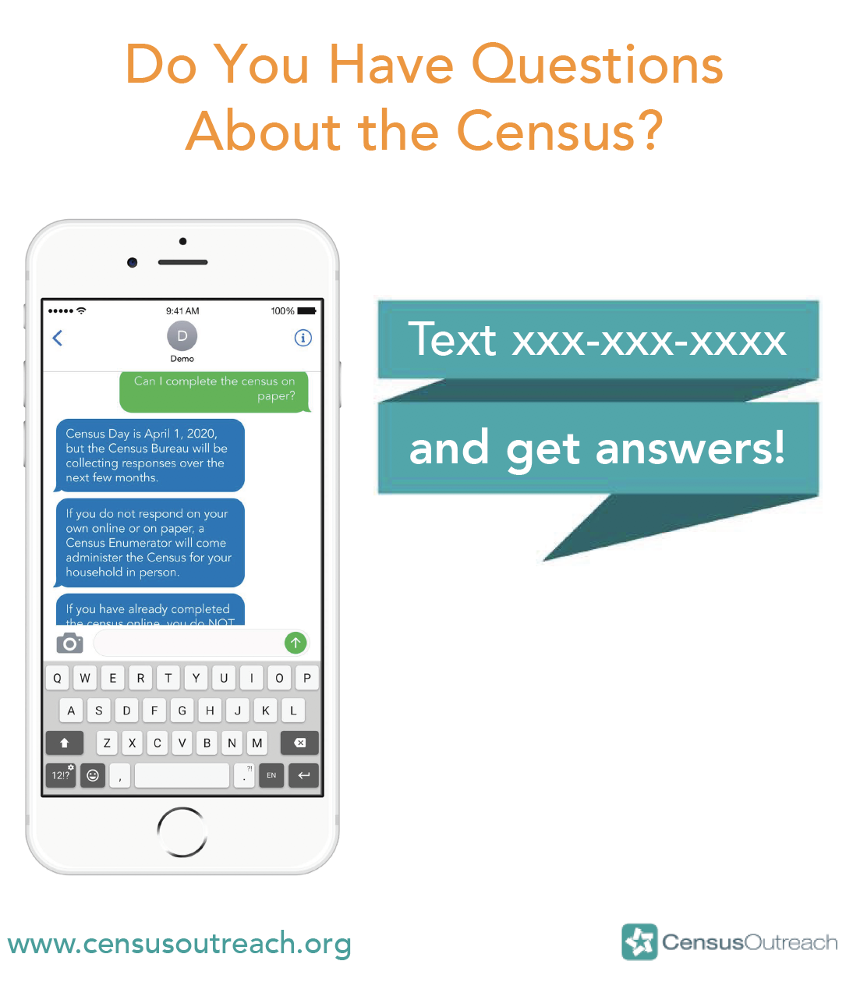 Do You Have Questions
About the Census?
9:41 AM
100%
D
Demo
Can I complete the census on
paper?
Census Day is April 1, 2020,
but the Census Bureau will be
collecting responses over the
next few months.
If you do not respond on your
own online or on paper, a
Census Enumerator will come
administer the Census for your
household in person.
If you have already completed
the census online, you do NOT
Q W E R T Y U I O P
A S D F G H J K L
Z X C V B N M
12!? , ?! . EN
Text xxx-xxx-xxxx
and get answers!
www.censusoutreach.org
CensusOutreach